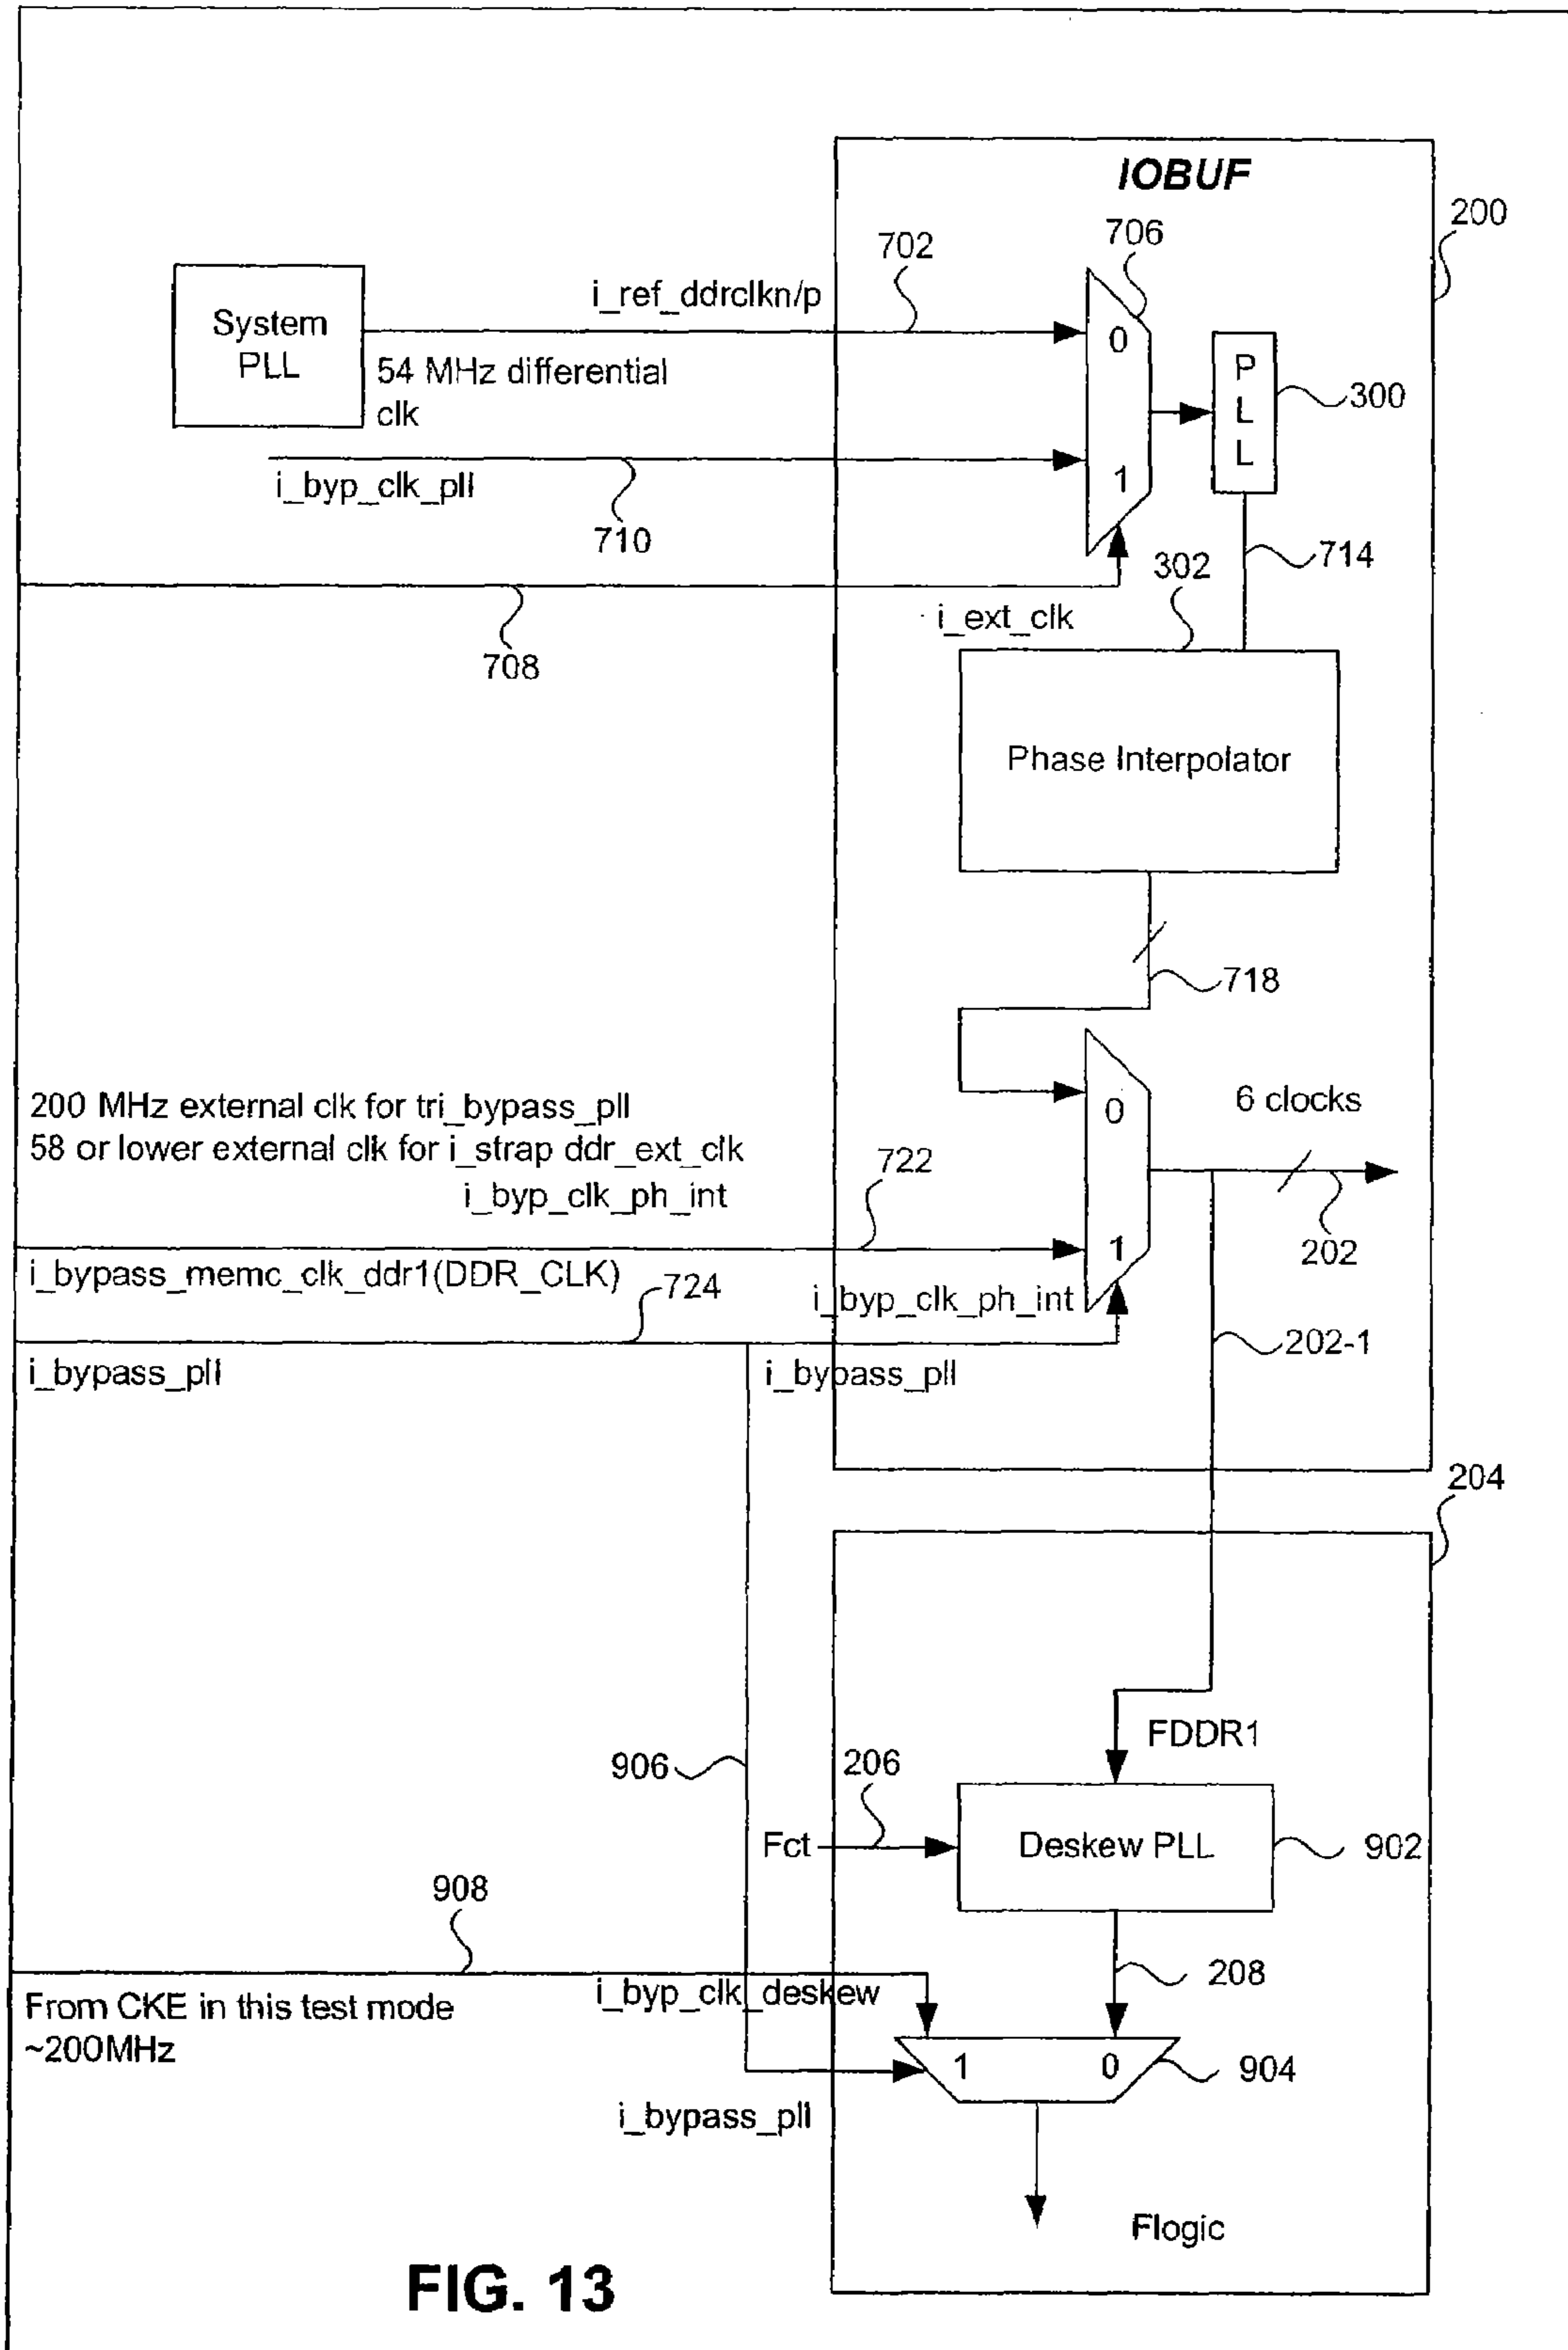 IOBUF
200
706
702
i_ref_ddrclkn/p
System
PLL
54 MHz differential
clk
0
P
L
L
300
i_byp_clk_pll
1
710
714
302
i_ext_clk
708
Phase Interpolator
718
200 MHz external clk for tri_bypass_pll
58 or lower external clk for i_strap ddr_ext_clk
i_byp_clk_ph_int
0
6 clocks
722
202
1
i_bypass_memc_clk_ddr1(DDR_CLK)
724
i_byp_clk_ph_int
202-1
i_bypass_pll
i_bypass_pll
204
FDDR1
906
206
Fct
Deskew PLL
902
908
208
i_byp_clk_deskew
From CKE in this test mode
~200MHz
1
0
904
i_bypass_pll
Flogic
FIG. 13